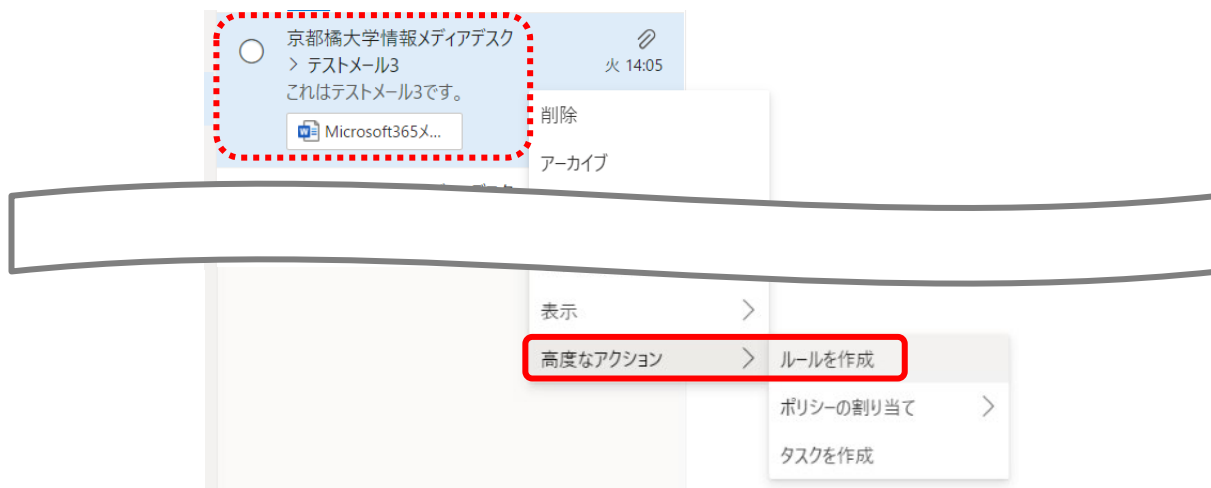 京都橘大学情報メディアデスク
> テストメール3
火 14:05
これはテストメール3です。
Microsoft365メ...
削除
アーカイブ
表示
高度なアクション
ルールを作成
ポリシーの割り当て
タスクを作成